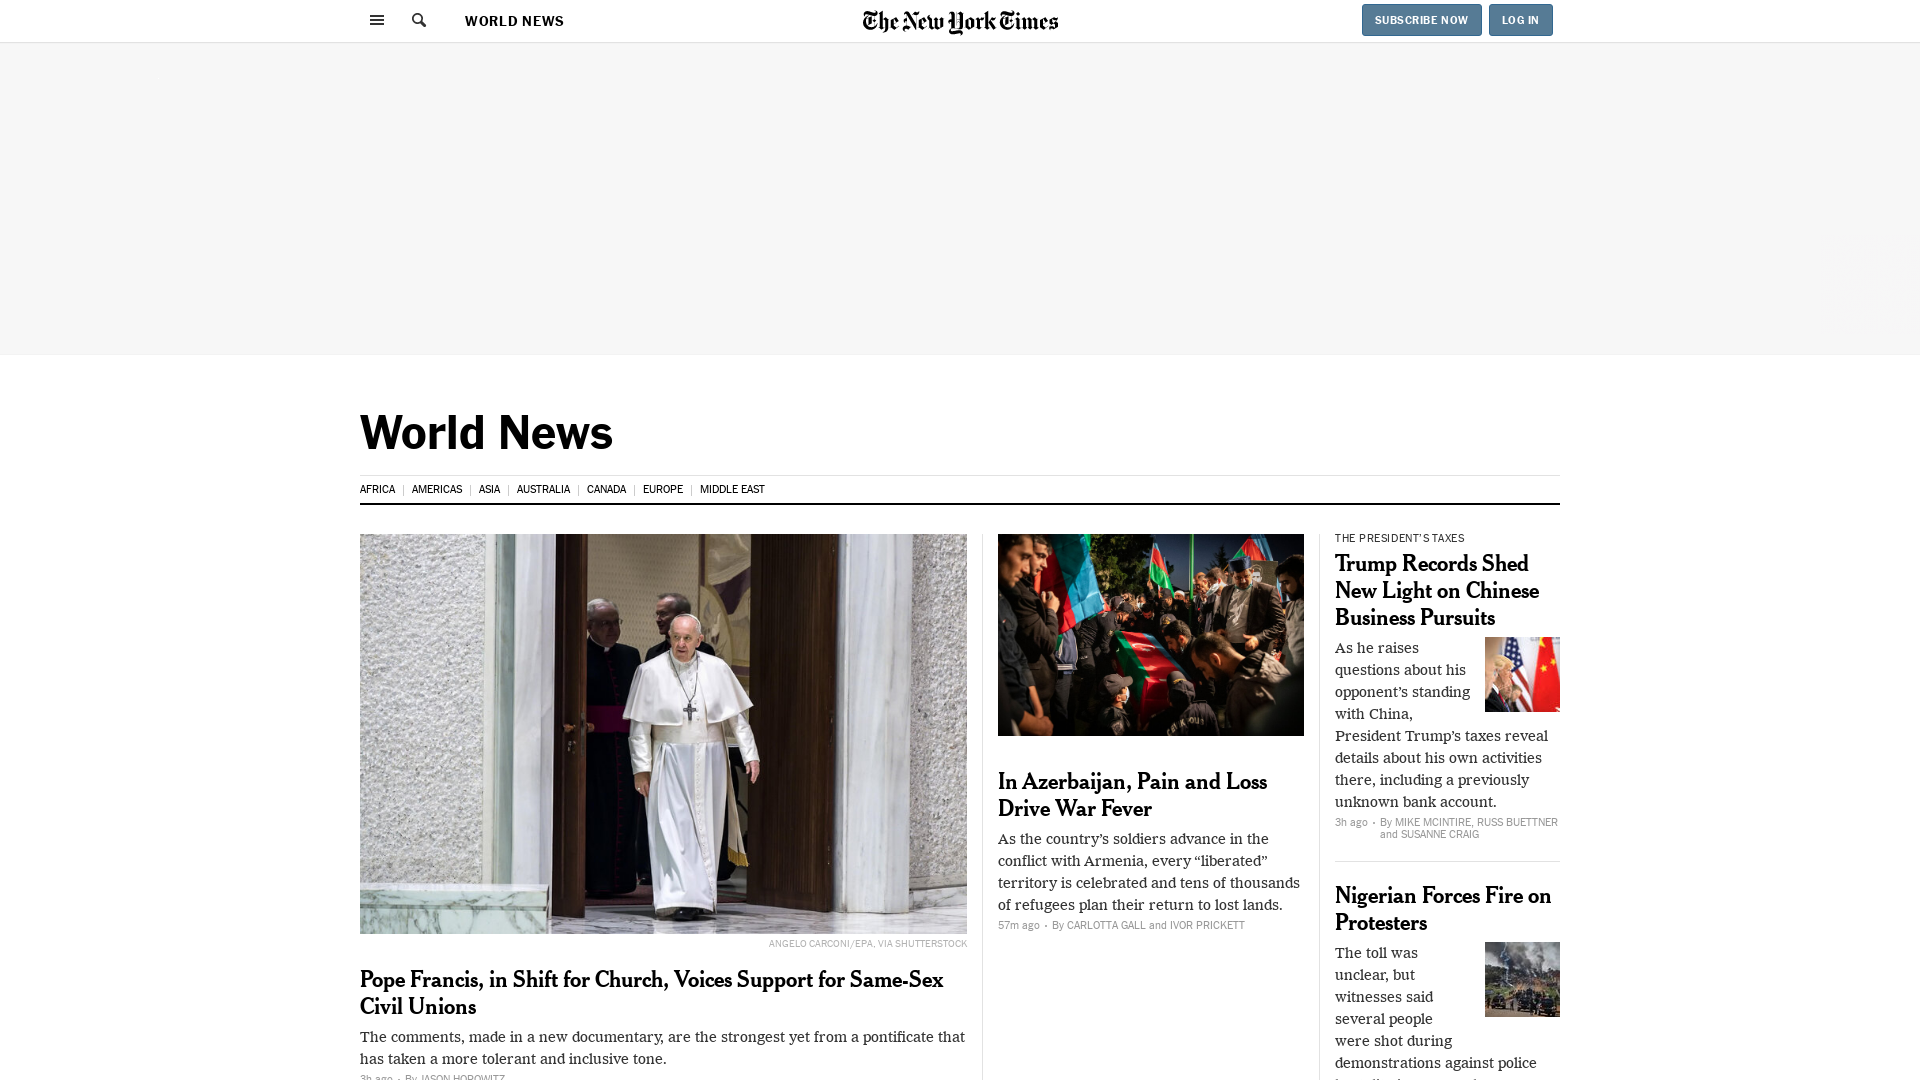 WORLD NEWS
The New York Times
SUBSCRIBE NOW
LOG IN
World News
AFRICA
AMERICAS
ASIA
AUSTRALIA
CANADA
EUROPE
MIDDLE EAST
ANGELO CARCONI/EPA, VIA SHUTTERSTOCK
Pope Francis, in Shift for Church, Voices Support for Same-Sex
Civil Unions
The comments, made in a new documentary, are the strongest yet from a pontificate that
has taken a more tolerant and inclusive tone.
3h ago • By JASON HOROWITZ
In Azerbaijan, Pain and Loss
Drive War Fever
As the country’s soldiers advance in the
conflict with Armenia, every “liberated”
territory is celebrated and tens of thousands
of refugees plan their return to lost lands.
57m ago • By CARLOTTA GALL and IVOR PRICKETT
THE PRESIDENT’S TAXES
Trump Records Shed
New Light on Chinese
Business Pursuits
As he raises
questions about his
opponent’s standing
with China,
President Trump’s taxes reveal
details about his own activities
there, including a previously
unknown bank account.
3h ago • By MIKE MCINTIRE, RUSS BUETTNER
and SUSANNE CRAIG
Nigerian Forces Fire on
Protesters
The toll was
unclear, but
witnesses said
several people
were shot during
demonstrations against police